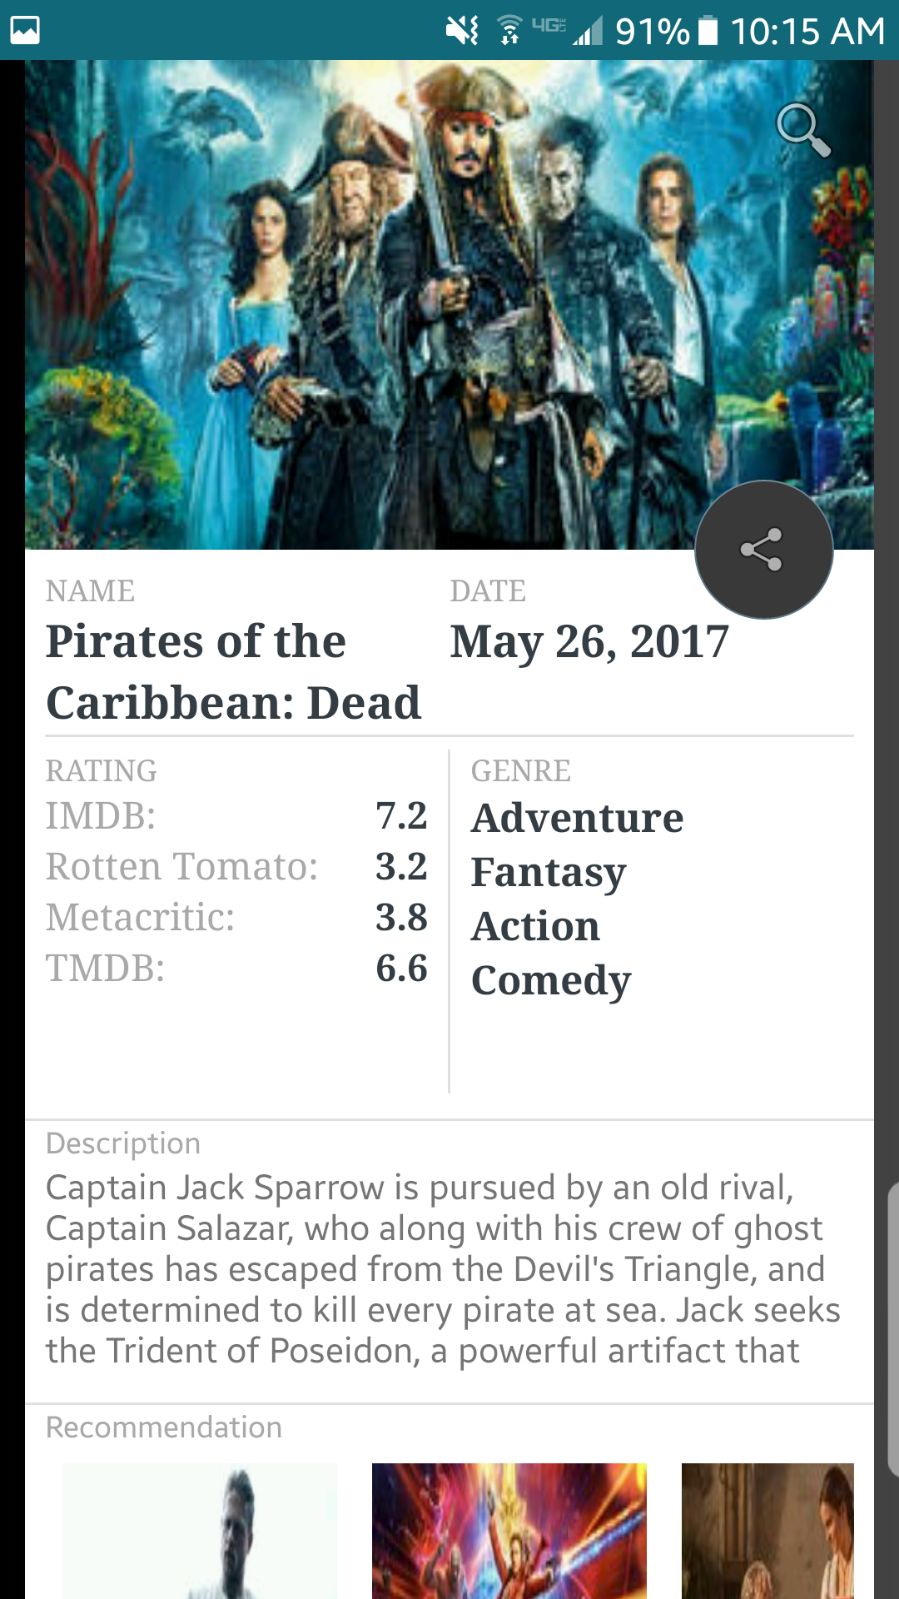 4G 91% 10:15 AM
NAME
Pirates of the
Caribbean: Dead
DATE
May 26, 2017
RATING
IMDB: 7.2
Rotten Tomato: 3.2
Metacritic: 3.8
TMDB: 6.6
GENRE
Adventure
Fantasy
Action
Comedy
Description
Captain Jack Sparrow is pursued by an old rival,
Captain Salazar, who along with his crew of ghost
pirates has escaped from the Devil's Triangle, and
is determined to kill every pirate at sea. Jack seeks
the Trident of Poseidon, a powerful artifact that
Recommendation